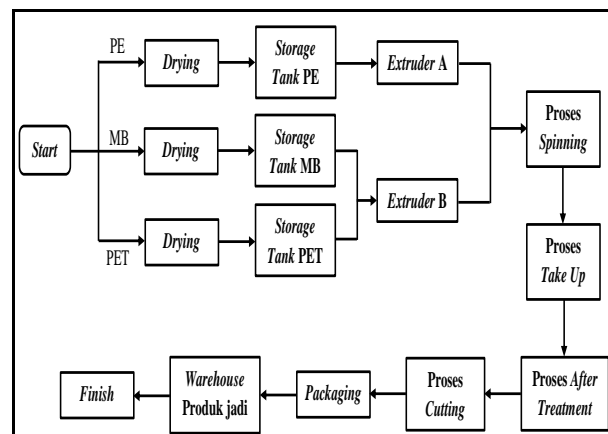 PE
Drying
Storage
Tank PE
Extruder A
Start
MB
Drying
Storage
Tank MB
Extruder B
PET
Drying
Storage
Tank PET
Proses
Spinning
Proses
Take Up
Proses After
Treatment
Proses
Cutting
Packaging
Warehouse
Produk jadi
Finish